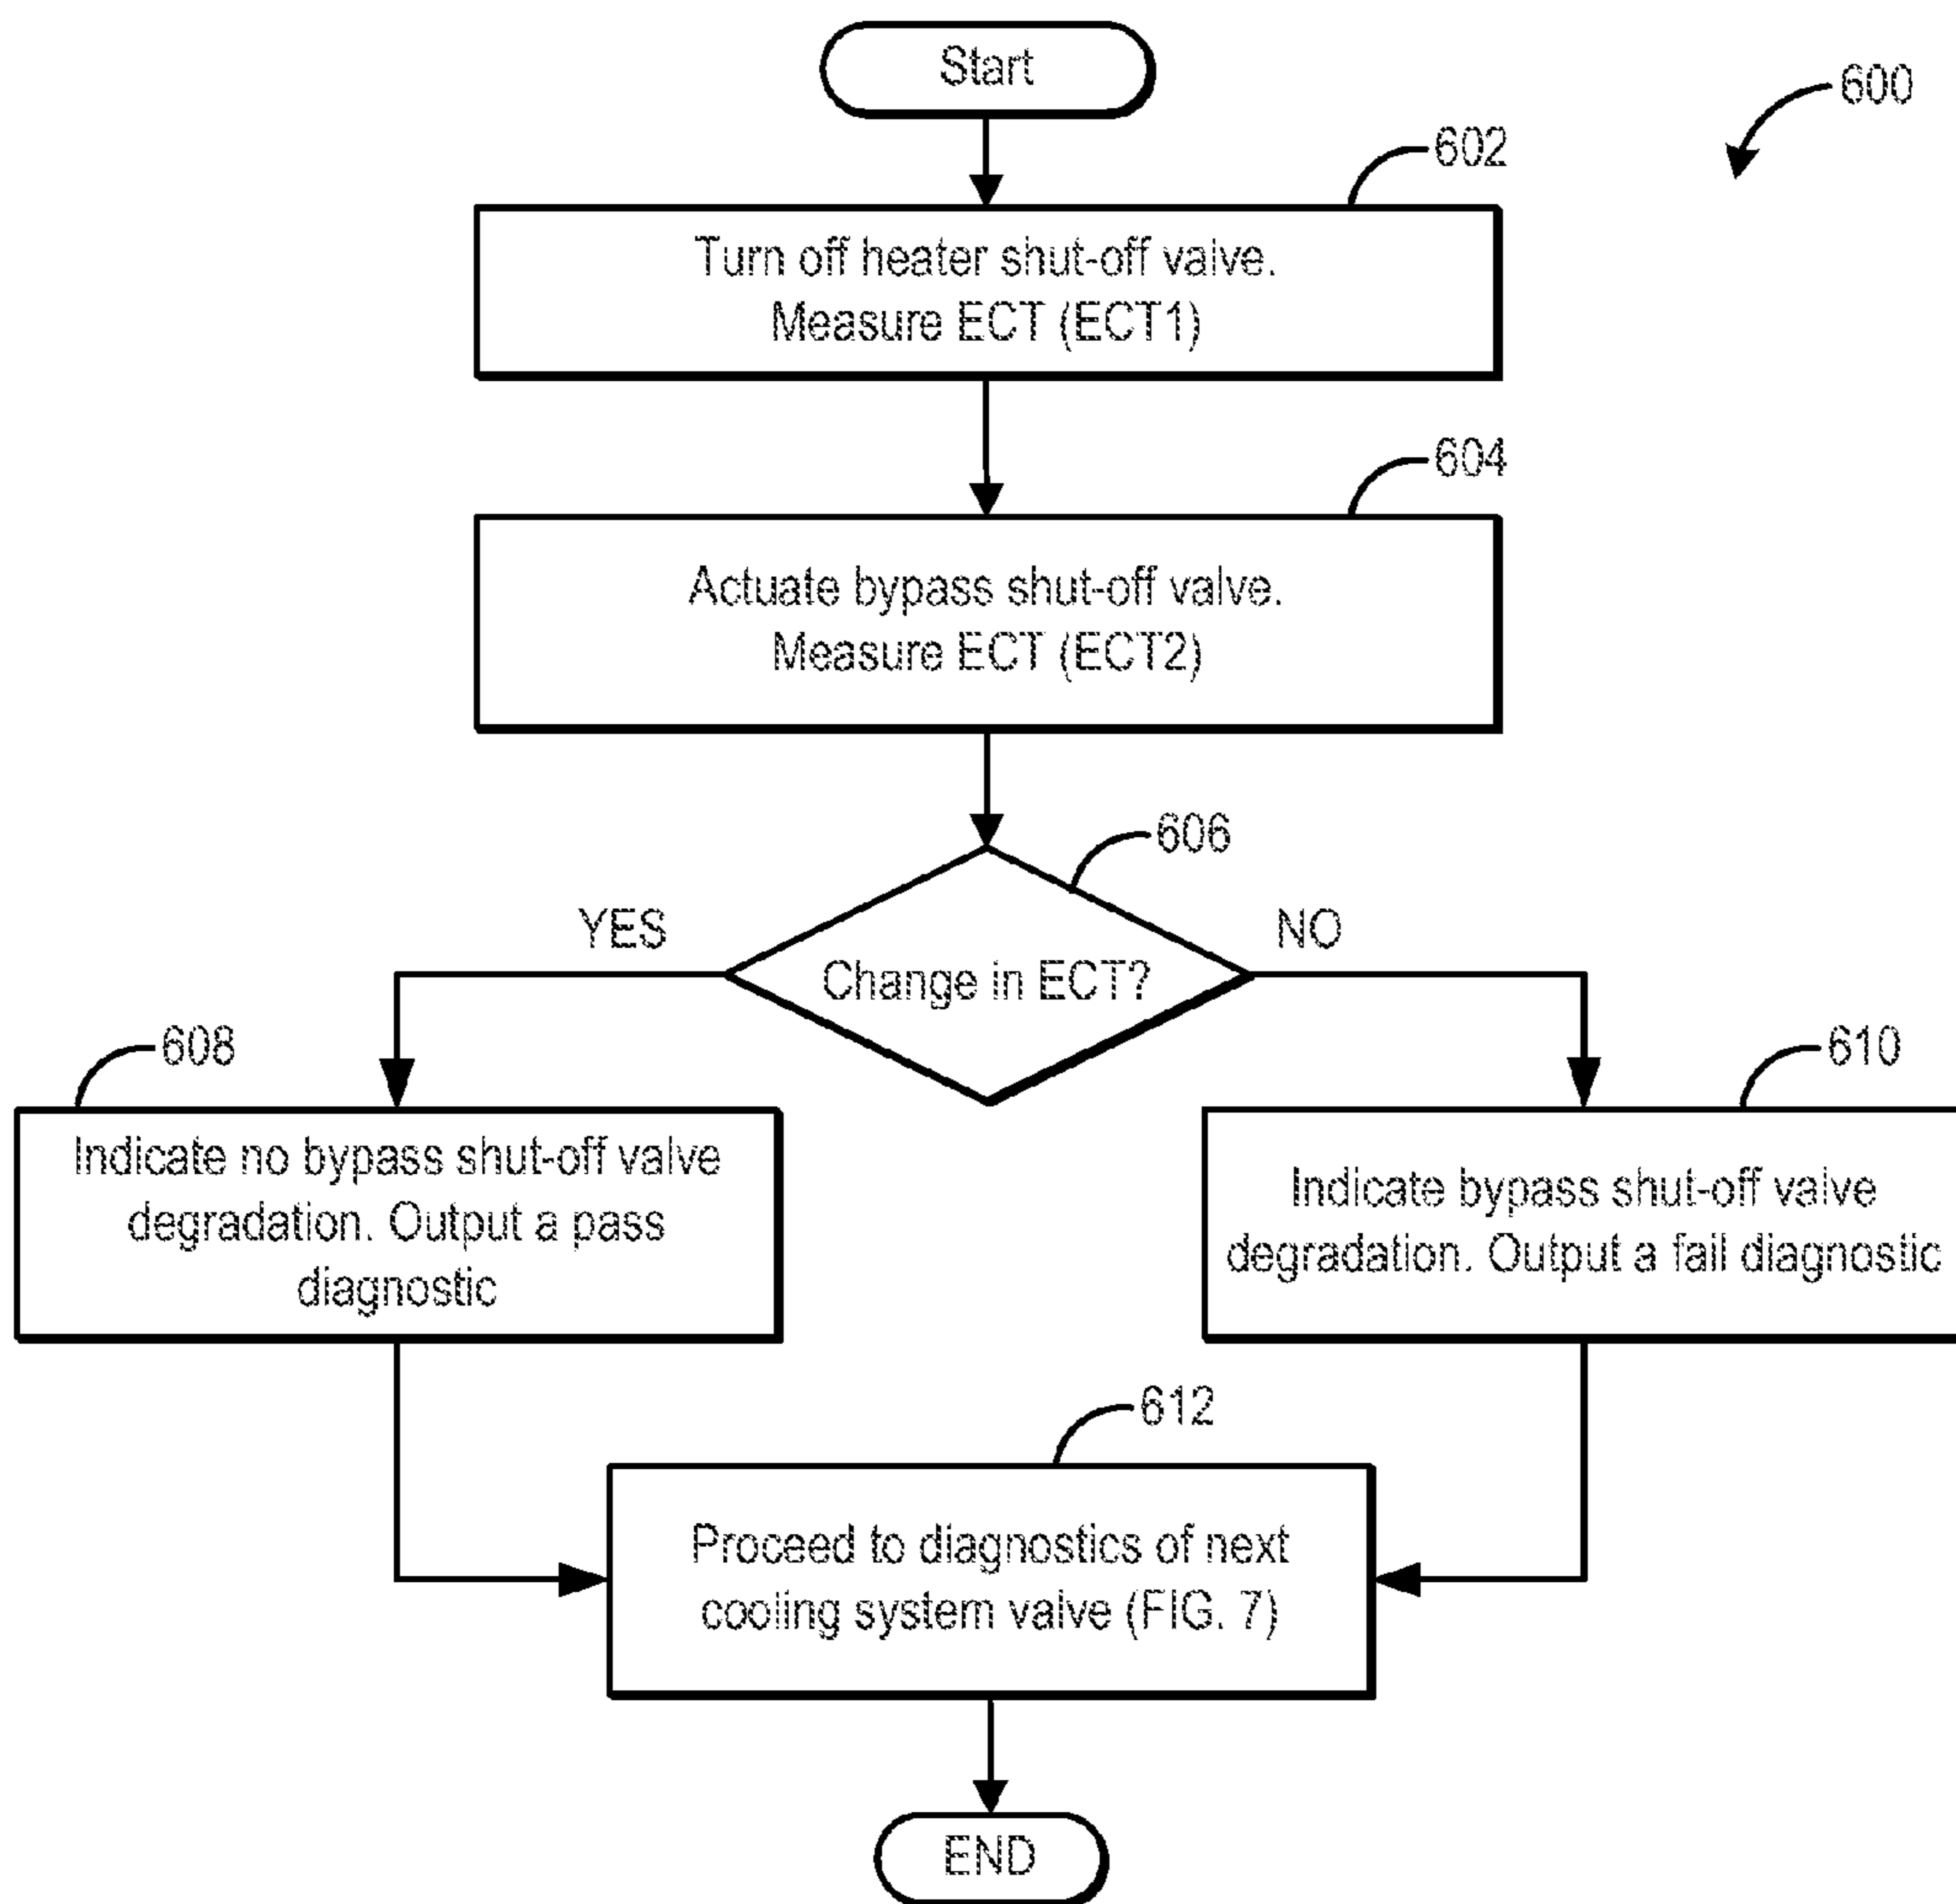 Start
600
602
Turn off heater shut-off valve.
Measure ECT (ECT1)
604
Actuate bypass shut-off valve.
Measure ECT (ECT2)
606
YES
NO
Change in ECT?
608
610
Indicate no bypass shut-off valve
degradation. Output a pass
diagnostic
Indicate bypass shut-off valve
degradation. Output a fail diagnostic
612
Proceed to diagnostics of next
cooling system valve (FIG. 7)
END